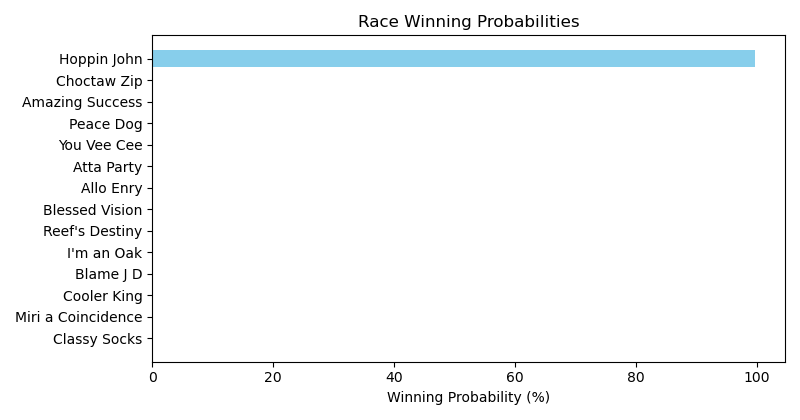 Race Winning Probabilities
Hoppin John
Choctaw Zip
Amazing Success
Peace Dog
You Vee Cee
Atta Party
Allo Enry
Blessed Vision
Reef's Destiny
I'm an Oak
Blame J D
Cooler King
Miri a Coincidence
Classy Socks
0 20 40 60 80 100
Winning Probability (%)